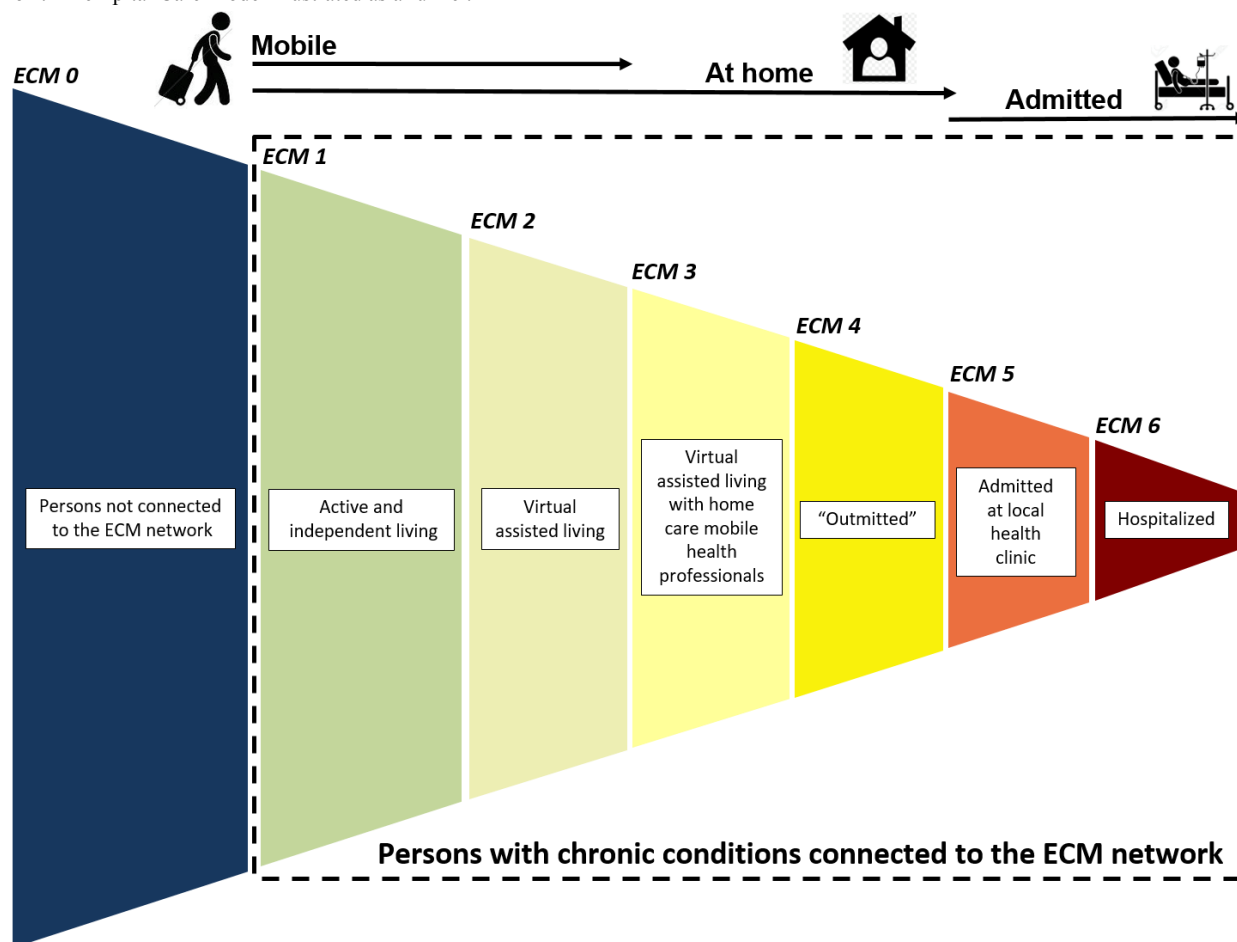 Mobile
At home
Admitted
ECM 0
ECM 1
ECM 2
ECM 3
ECM 4
ECM 5
ECM 6
Persons not connected
to the ECM network
Active and
independent living
Virtual
assisted living
Virtual
assisted living
with home
care mobile
health
professionals
“Outmitted”
Admitted
at local
health
clinic
Hospitalized
Persons with chronic conditions connected to the ECM network